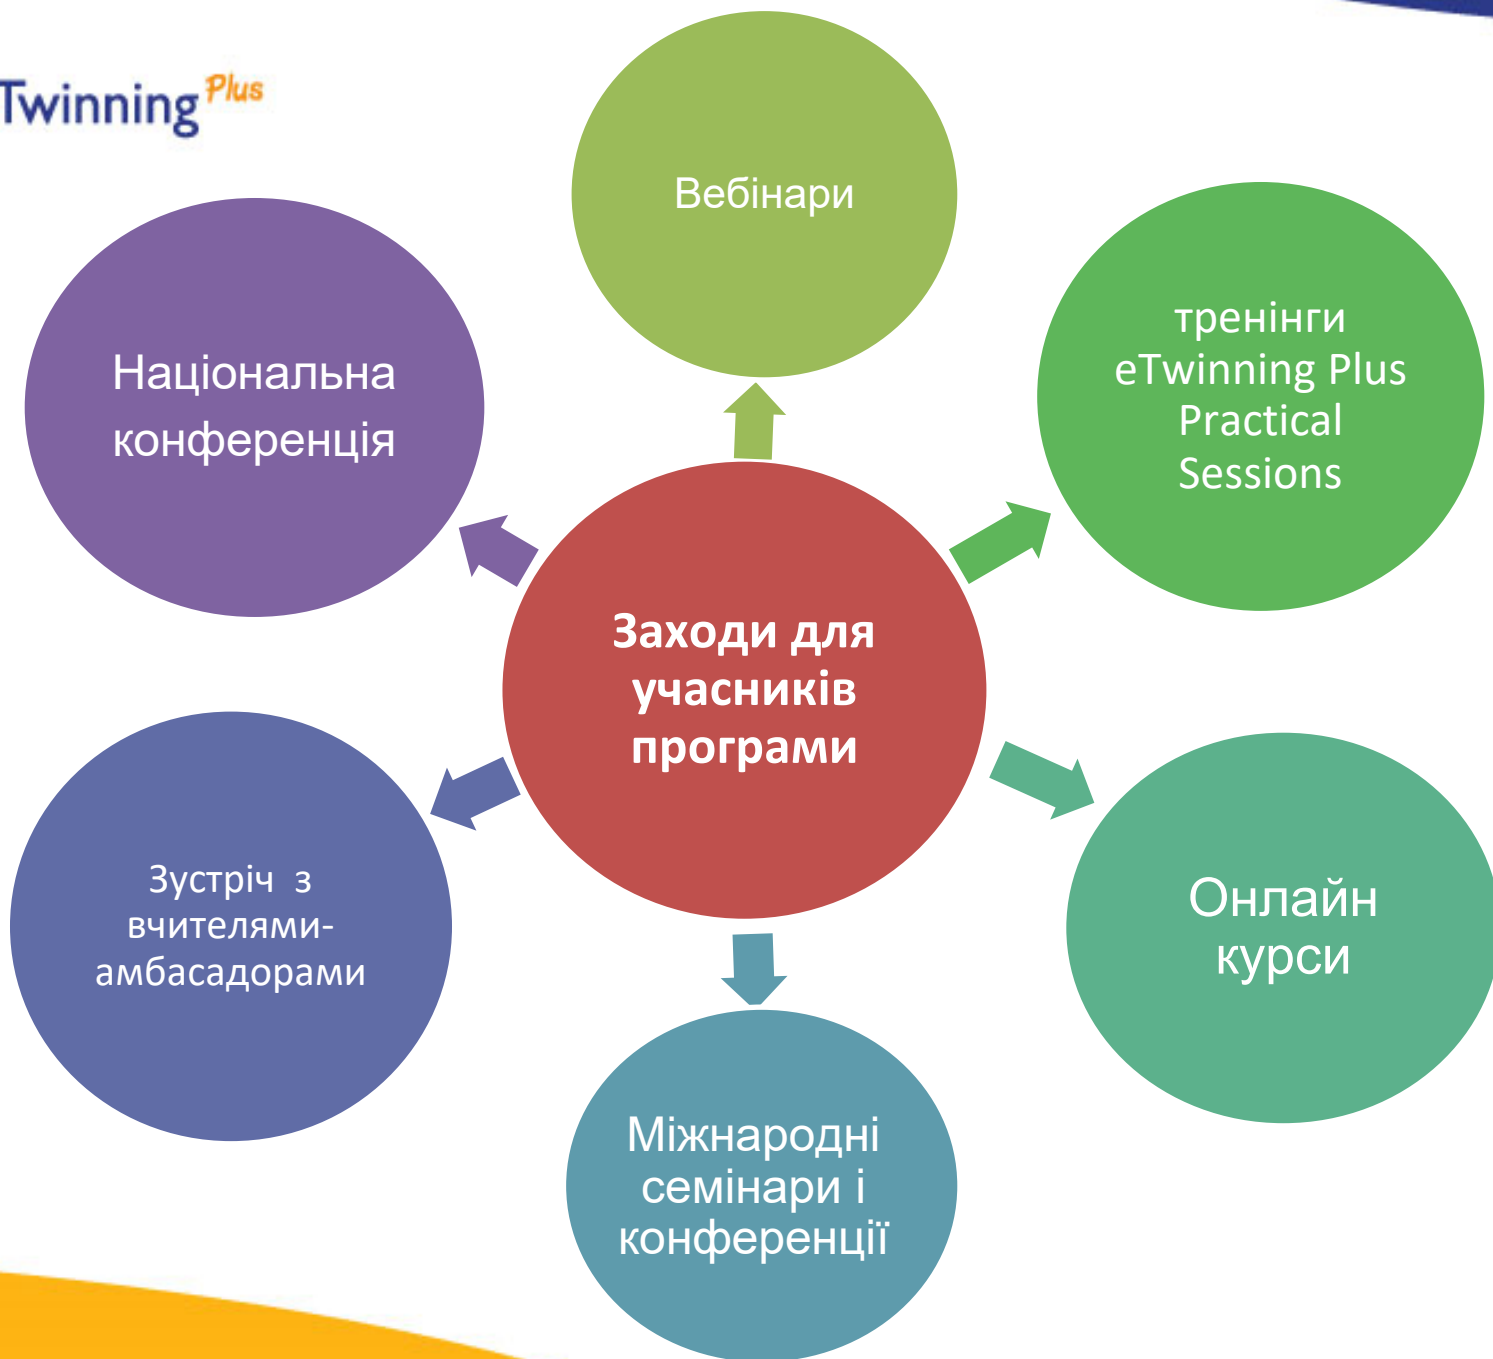 Twinning Plus
Вебінари
тренінги
eTwinning Plus
Practical
Sessions
Національна
конференція
Заходи для
учасників
програми
Зустріч з
вчителями-
амбасадорами
Онлайн
курси
Міжнародні
семінари і
конференції